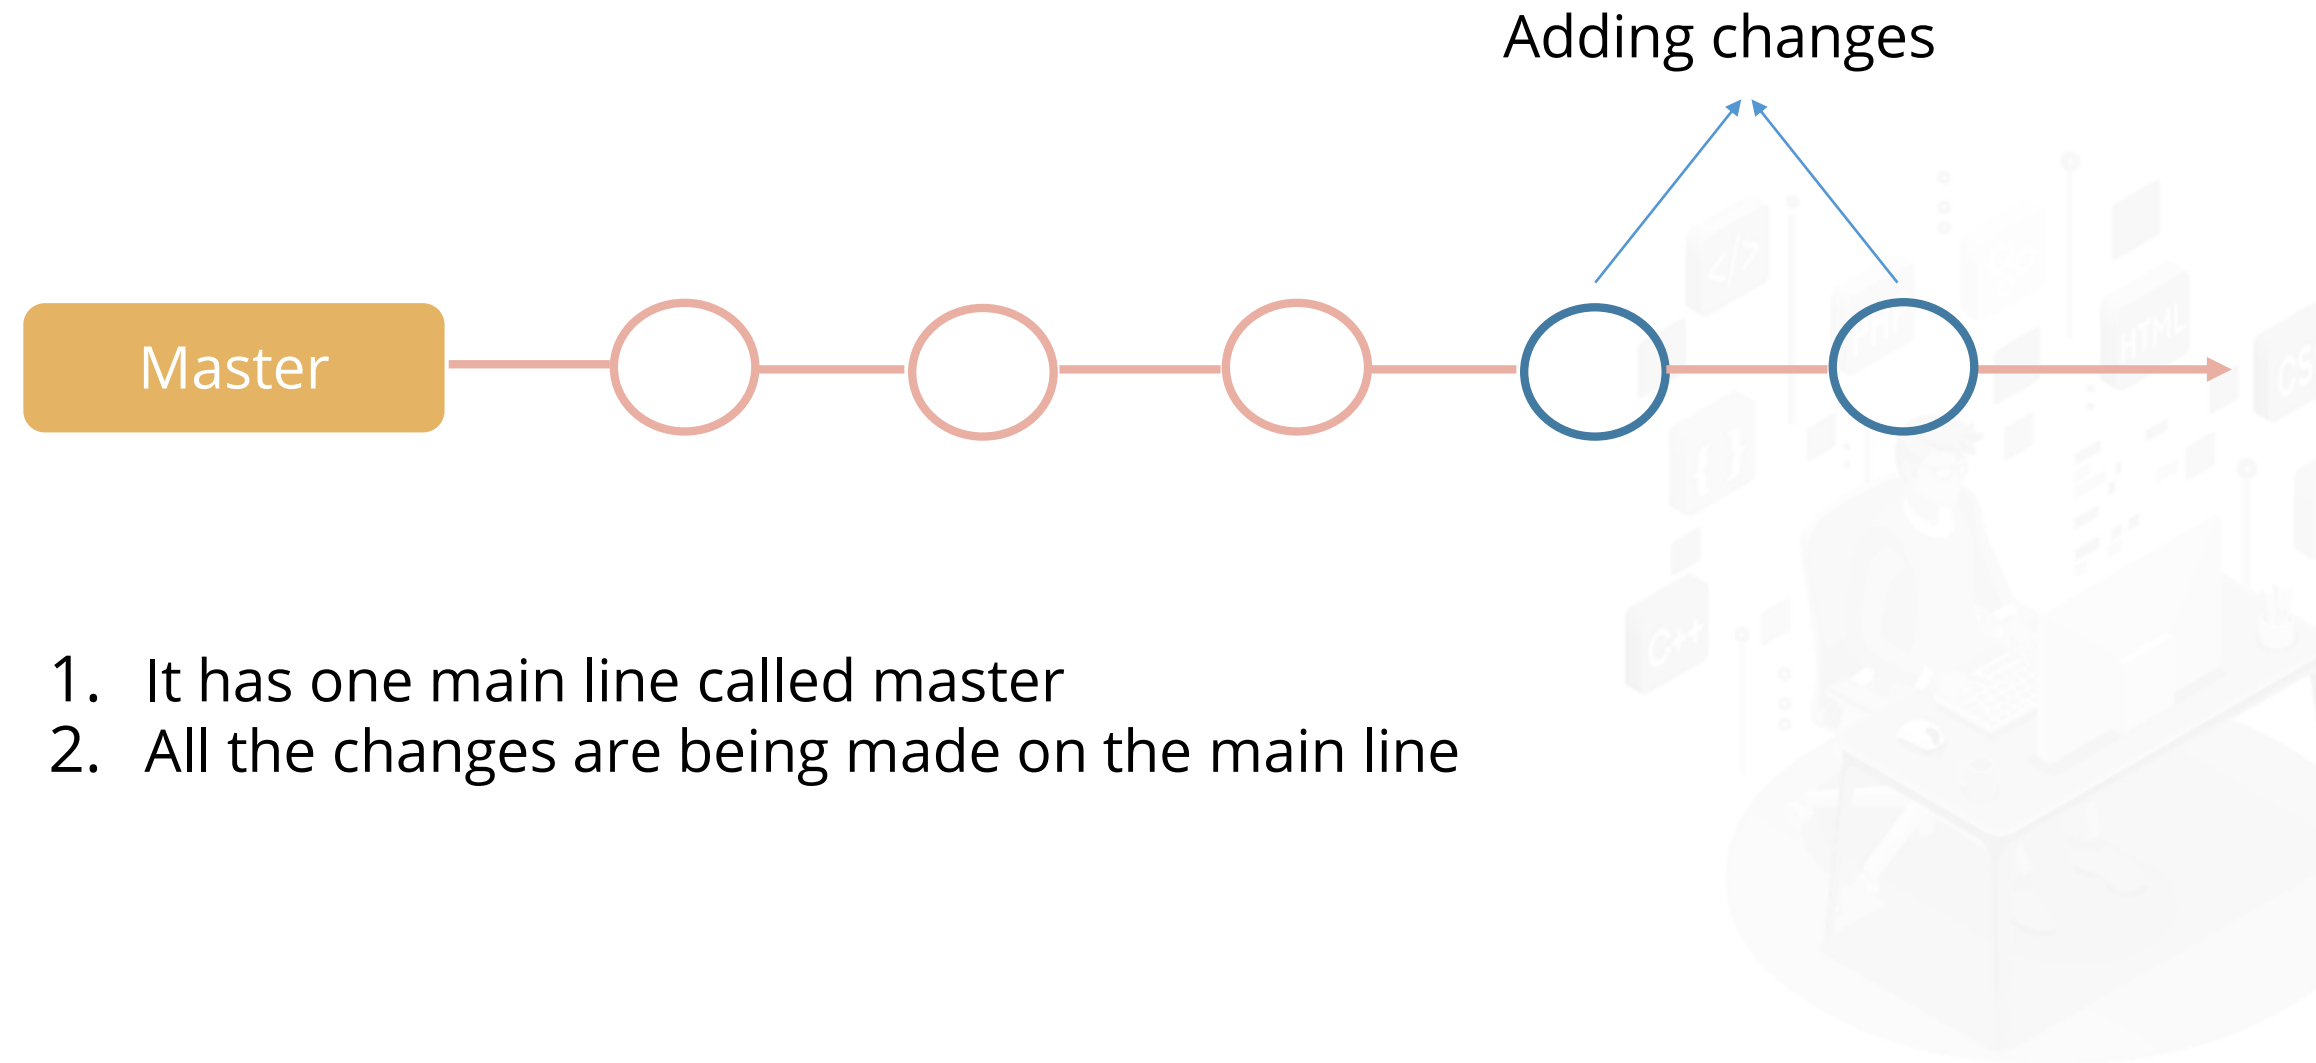 Adding changes
Master
1. It has one main line called master
2. All the changes are being made on the main line
</>
HTML
{ }
C++